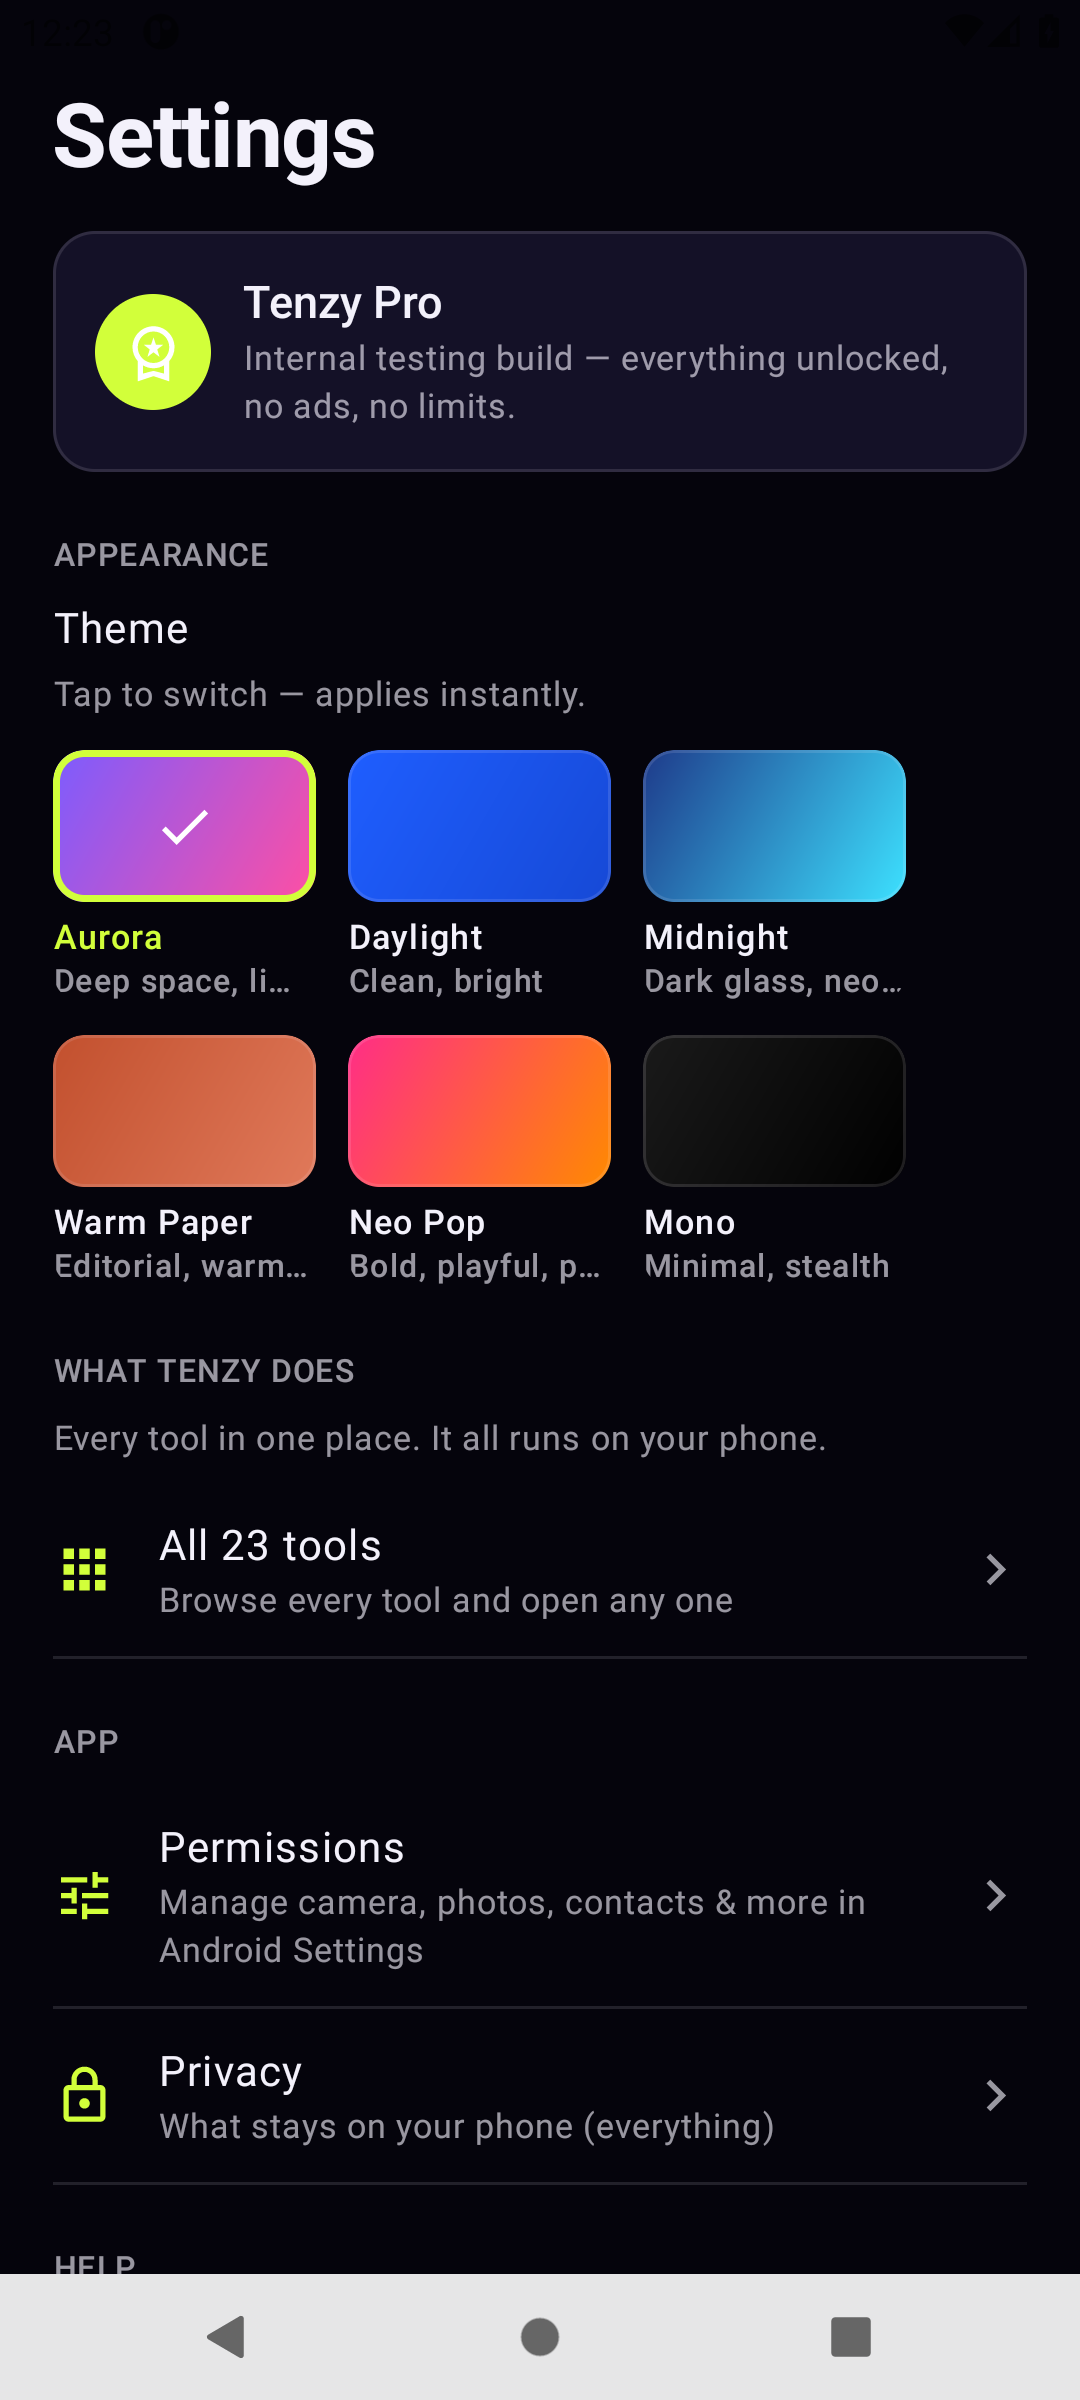 12:23
Settings
Tenzy Pro
Internal testing build — everything unlocked,
no ads, no limits.
APPEARANCE
Theme
Tap to switch — applies instantly.
Aurora
Deep space, li…
Daylight
Clean, bright
Midnight
Dark glass, neo…
Warm Paper
Editorial, warm…
Neo Pop
Bold, playful, p…
Mono
Minimal, stealth
WHAT TENZY DOES
Every tool in one place. It all runs on your phone.
All 23 tools
Browse every tool and open any one
APP
Permissions
Manage camera, photos, contacts & more in
Android Settings
Privacy
What stays on your phone (everything)
HELP